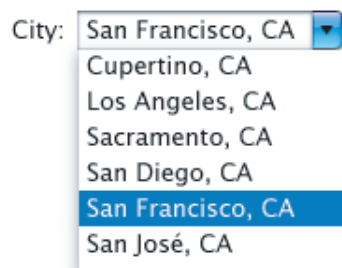 City: San Francisco, CA
Cupertino, CA
Los Angeles, CA
Sacramento, CA
San Diego, CA
San Francisco, CA
San José, CA